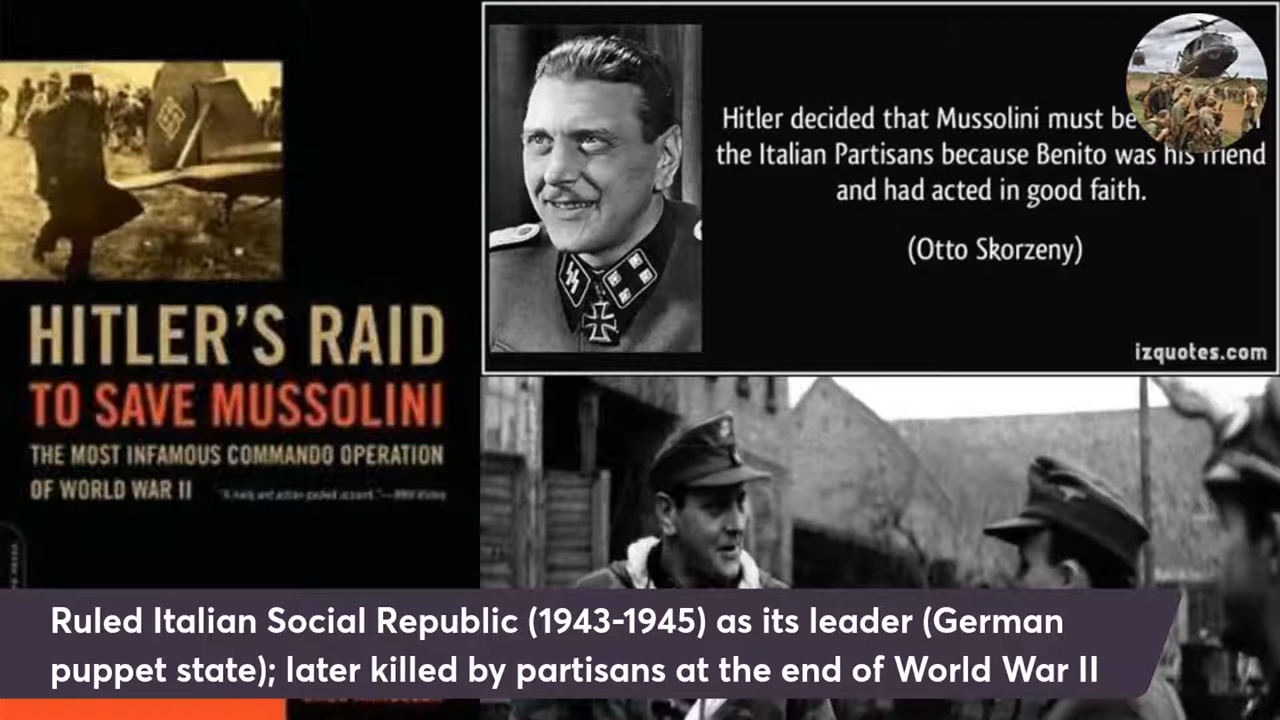 HITLER'S RAID
TO SAVE MUSSOLINI
THE MOST INFAMOUS COMMANDO OPERATION
OF WORLD WAR II
Hitler decided that Mussolini must be
the Italian Partisans because Benito was his friend
and had acted in good faith.
(Otto Skorzeny)
izquotes.com
Ruled Italian Social Republic (1943-1945) as its leader (German
puppet state); later killed by partisans at the end of World War II